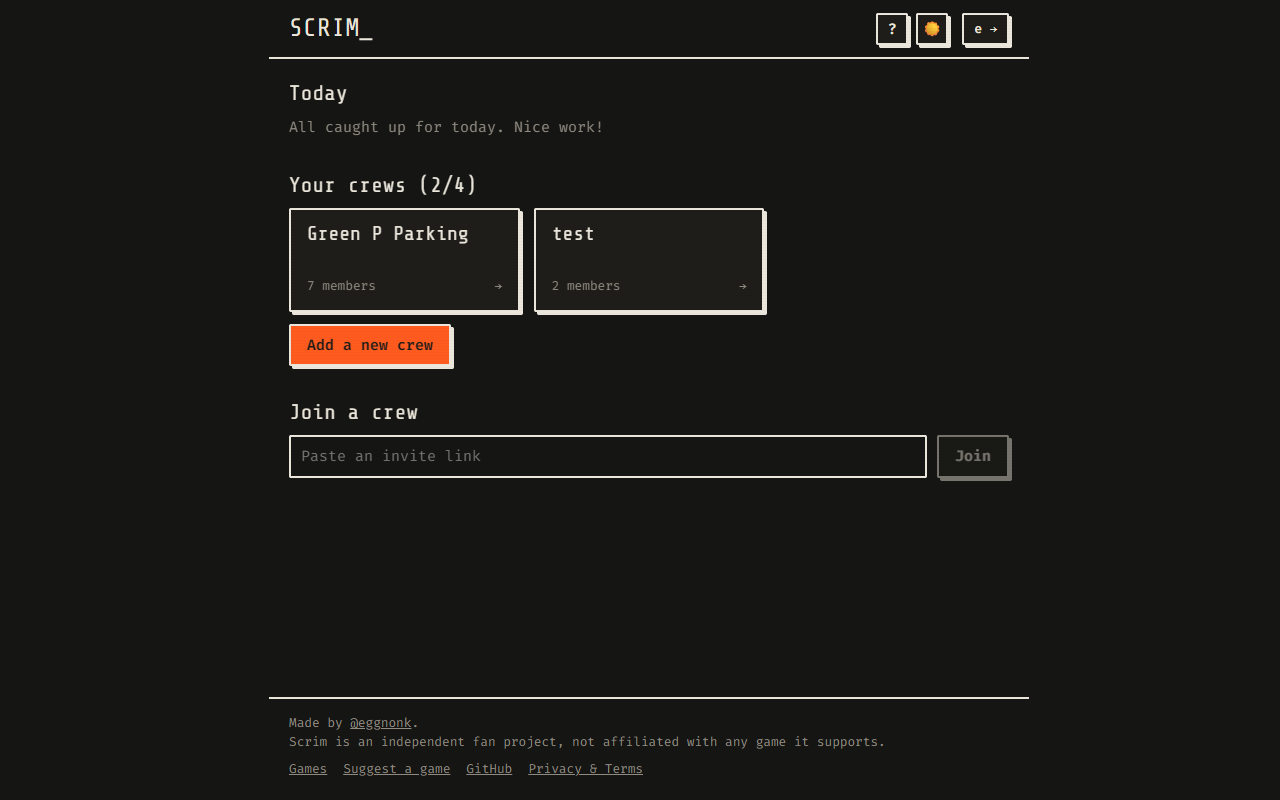 SCRIM_
?
e →
Today
All caught up for today. Nice work!
Your crews (2/4)
Green P Parking
7 members →
test
2 members →
Add a new crew
Join a crew
Paste an invite link
Join
Made by @eggnonk.
Scrim is an independent fan project, not affiliated with any game it supports.
Games Suggest a game GitHub Privacy & Terms